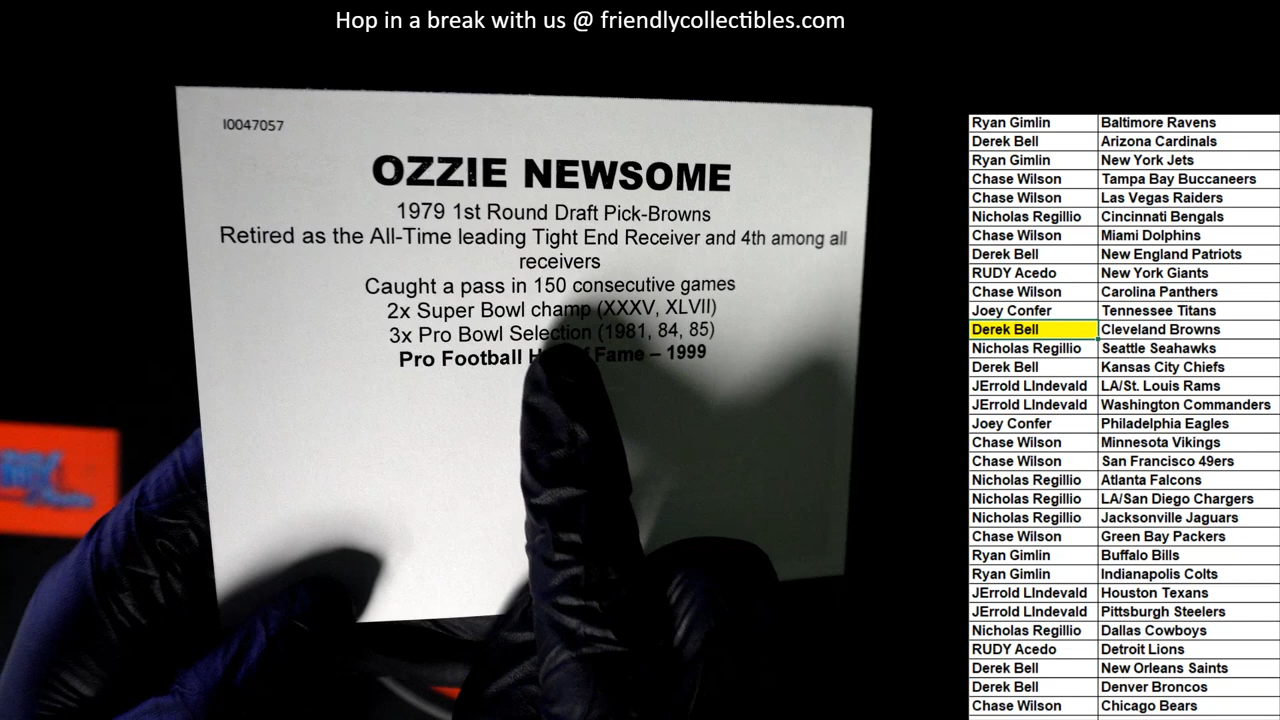 Hop in a break with us @ friendlycollectibles.com
I0047057
OZZIE NEWSOME
1979 1st Round Draft Pick-Browns
Retired as the All-Time leading Tight End Receiver and 4th among all
receivers
Caught a pass in 150 consecutive games
2x Super Bowl champ (XXXV, XLVII)
3x Pro Bowl Selection (1981, 84, 85)
Pro Football Fame – 1999
Ryan Gimlin Baltimore Ravens
Derek Bell Arizona Cardinals
Ryan Gimlin New York Jets
Chase Wilson Tampa Bay Buccaneers
Chase Wilson Las Vegas Raiders
Nicholas Regillio Cincinnati Bengals
Chase Wilson Miami Dolphins
Derek Bell New England Patriots
RUDY Acedo New York Giants
Chase Wilson Carolina Panthers
Joey Confer Tennessee Titans
Derek Bell Cleveland Browns
Nicholas Regillio Seattle Seahawks
Derek Bell Kansas City Chiefs
JErrold LIndevald LA/St. Louis Rams
JErrold LIndevald Washington Commanders
Joey Confer Philadelphia Eagles
Chase Wilson Minnesota Vikings
Chase Wilson San Francisco 49ers
Nicholas Regillio Atlanta Falcons
Nicholas Regillio LA/San Diego Chargers
Nicholas Regillio Jacksonville Jaguars
Chase Wilson Green Bay Packers
Ryan Gimlin Buffalo Bills
Ryan Gimlin Indianapolis Colts
JErrold LIndevald Houston Texans
JErrold LIndevald Pittsburgh Steelers
Nicholas Regillio Dallas Cowboys
RUDY Acedo Detroit Lions
Derek Bell New Orleans Saints
Derek Bell Denver Broncos
Chase Wilson Chicago Bears